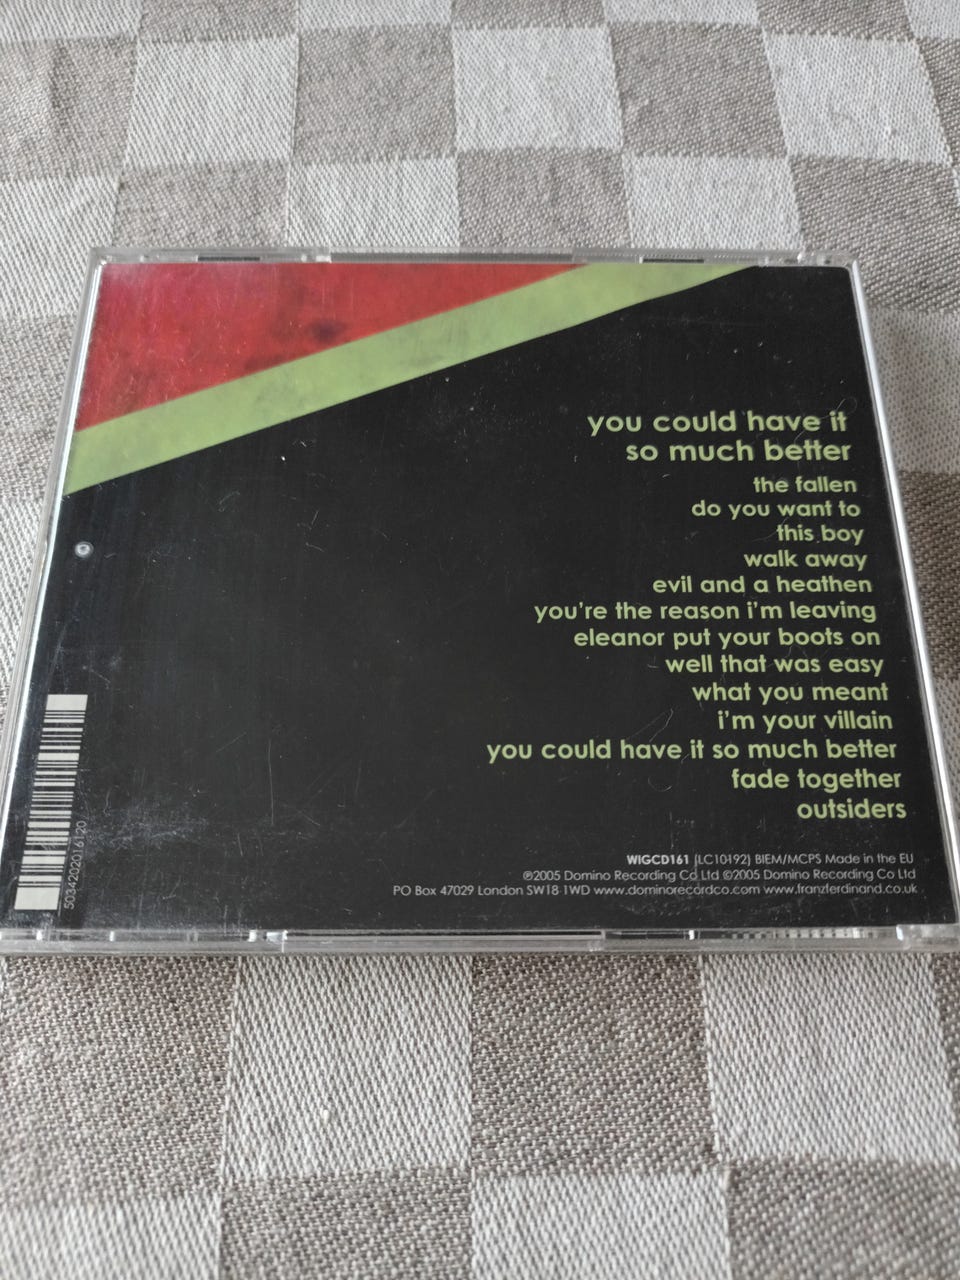 you could have it
so much better
the fallen
do you want to
this boy
walk away
evil and a heathen
you're the reason i'm leaving
eleanor put your boots on
well that was easy
what you meant
i'm your villain
you could have it so much better
fade together
outsiders
WIGCD161 (LC10192) BIEM/MCPS Made in the EU
℗2005 Domino Recording Co Ltd ©2005 Domino Recording Co Ltd
PO Box 47029 London SW18 1WD www.dominorecordco.com www.franzferdinand.co.uk
5034202016120